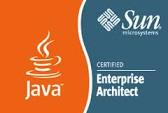 Sun
microsystems
CERTIFIED
Enterprise
Architect
Java